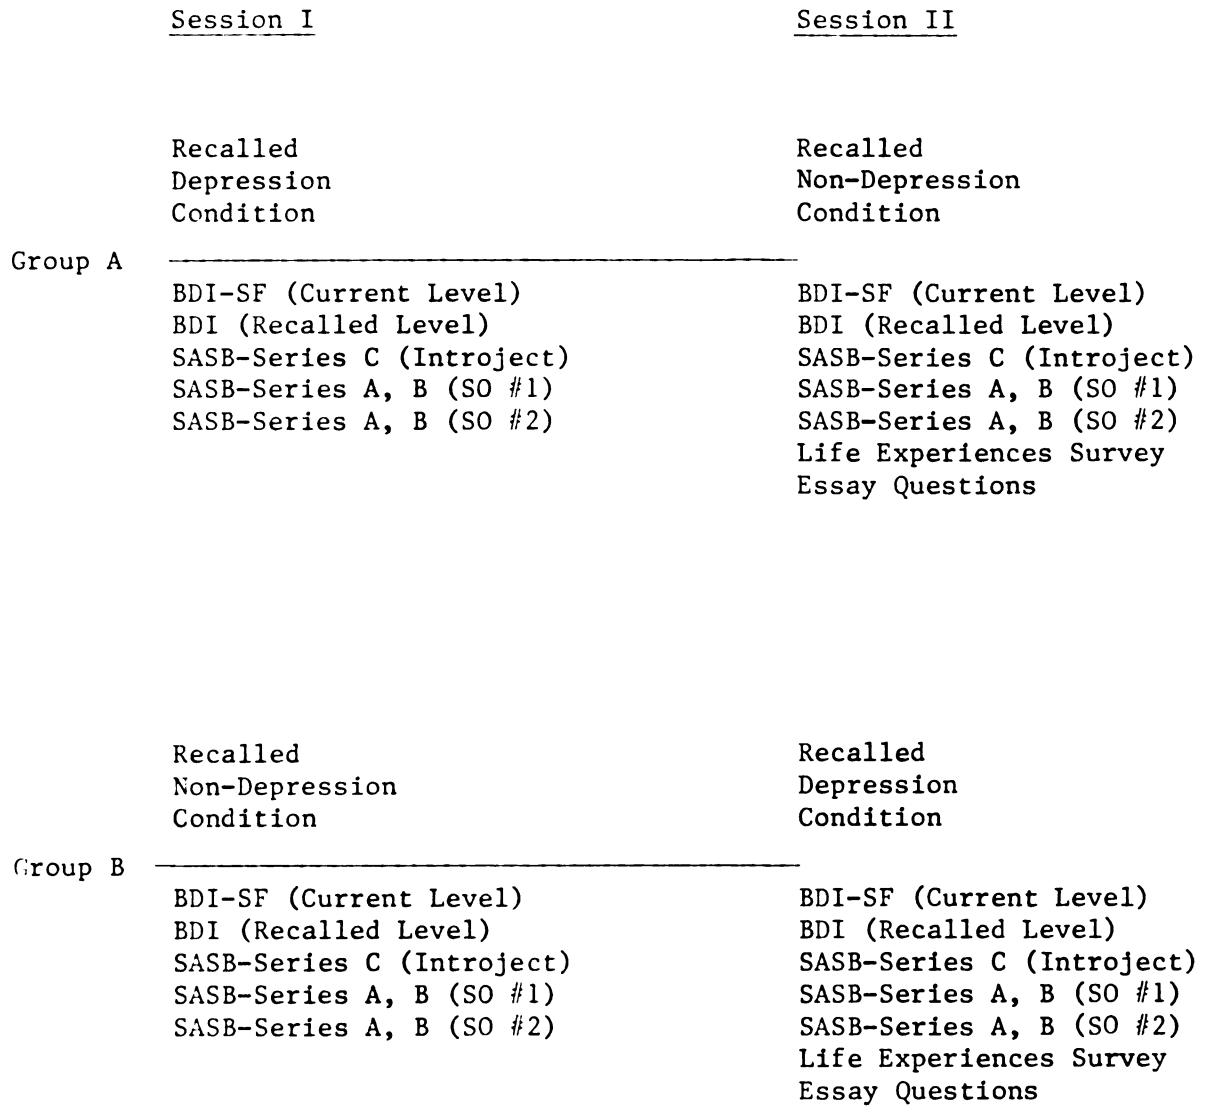 Session I Session II
Recalled Recalled
Depression Non-Depression
Condition Condition
Group A
BDI-SF (Current Level) BDI-SF (Current Level)
BDI (Recalled Level) BDI (Recalled Level)
SASB-Series C (Introject) SASB-Series C (Introject)
SASB-Series A, B (SO #1) SASB-Series A, B (SO #1)
SASB-Series A, B (SO #2) SASB-Series A, B (SO #2)
Life Experiences Survey
Essay Questions
Recalled Recalled
Non-Depression Depression
Condition Condition
Group B
BDI-SF (Current Level) BDI-SF (Current Level)
BDI (Recalled Level) BDI (Recalled Level)
SASB-Series C (Introject) SASB-Series C (Introject)
SASB-Series A, B (SO #1) SASB-Series A, B (SO #1)
SASB-Series A, B (SO #2) SASB-Series A, B (SO #2)
Life Experiences Survey
Essay Questions